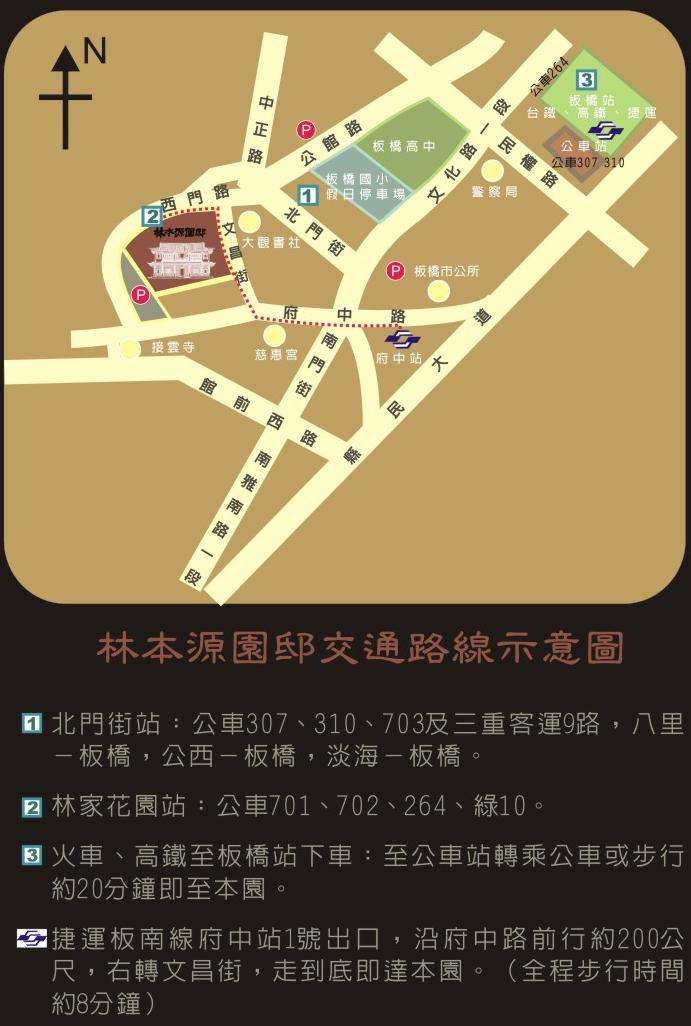 N
公車264
3
板橋站
台鐵、高鐵、捷運
公車站
公車307 310
中正路
P
公館路
板橋高中
文化路一段
民權路
警察局
板橋國小
假日停車場
1
北門街
西門路
2
林本源園邸
文昌街
大觀書社
P
板橋市公所
P
府中路
府中站
接雲寺
慈惠宮
南門街
縣民大道
館前西路
南雅南路一段
林本源園邸交通路線示意圖
1 北門街站：公車307、310、703及三重客運9路，八里
－板橋，公西－板橋，淡海－板橋。
2 林家花園站：公車701、702、264、綠10。
3 火車、高鐵至板橋站下車：至公車站轉乘公車或步行
約20分鐘即至本園。
捷運板南線府中站1號出口，沿府中路前行約200公
尺，右轉文昌街，走到底即達本園。（全程步行時間
約8分鐘）